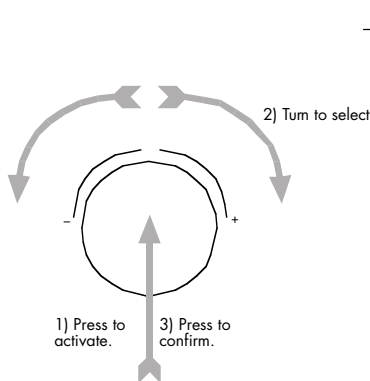 2) Turn to select
–
+
1) Press to
activate.
3) Press to
confirm.